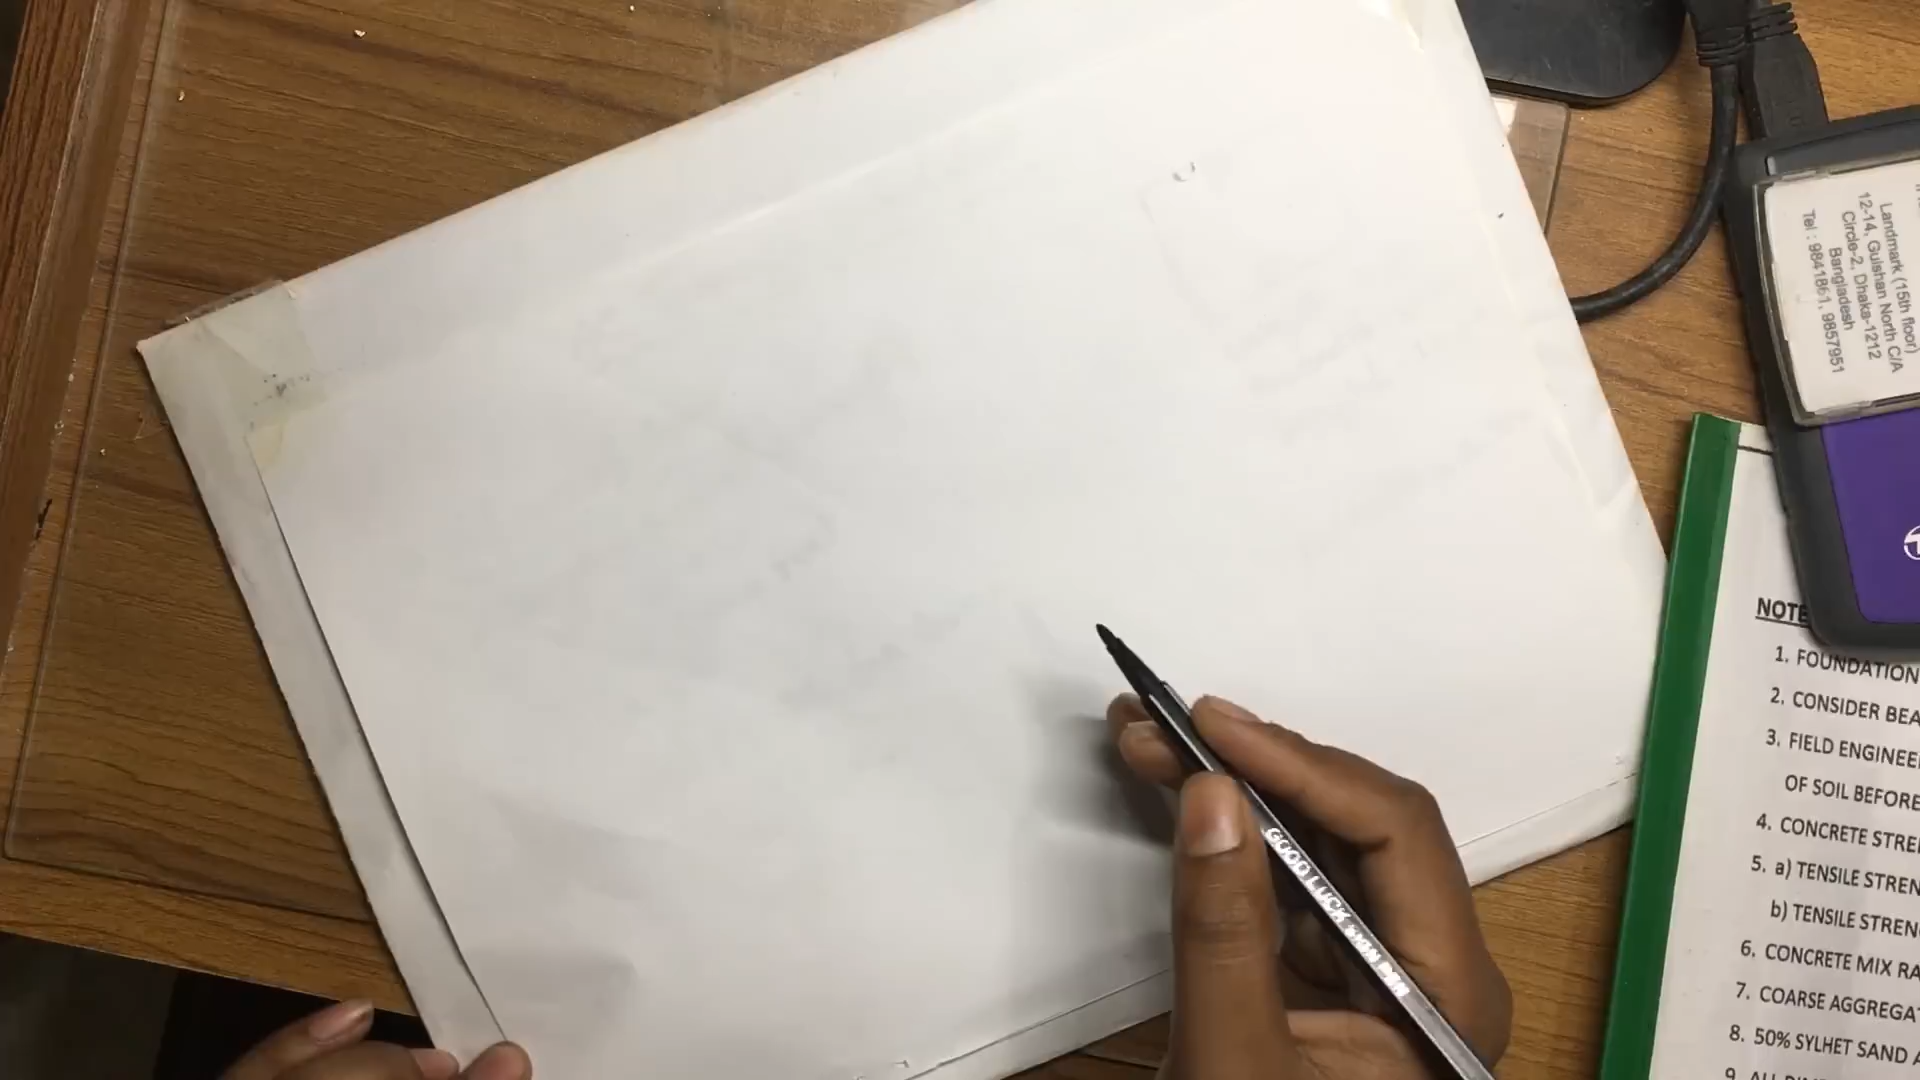 Landmark (15th floor)
12-14, Gulshan North C/A
Circle-2, Dhaka-1212
Bangladesh
Tel : 9841861, 9857951
NOTE
1. FOUNDATION
2. CONSIDER BEA
3. FIELD ENGINEE
OF SOIL BEFORE
4. CONCRETE STRE
5. a) TENSILE STREN
b) TENSILE STREN
6. CONCRETE MIX RA
7. COARSE AGGREGA
8. 50% SYLHET SAND A
GOOD LUCK SIGN PEN